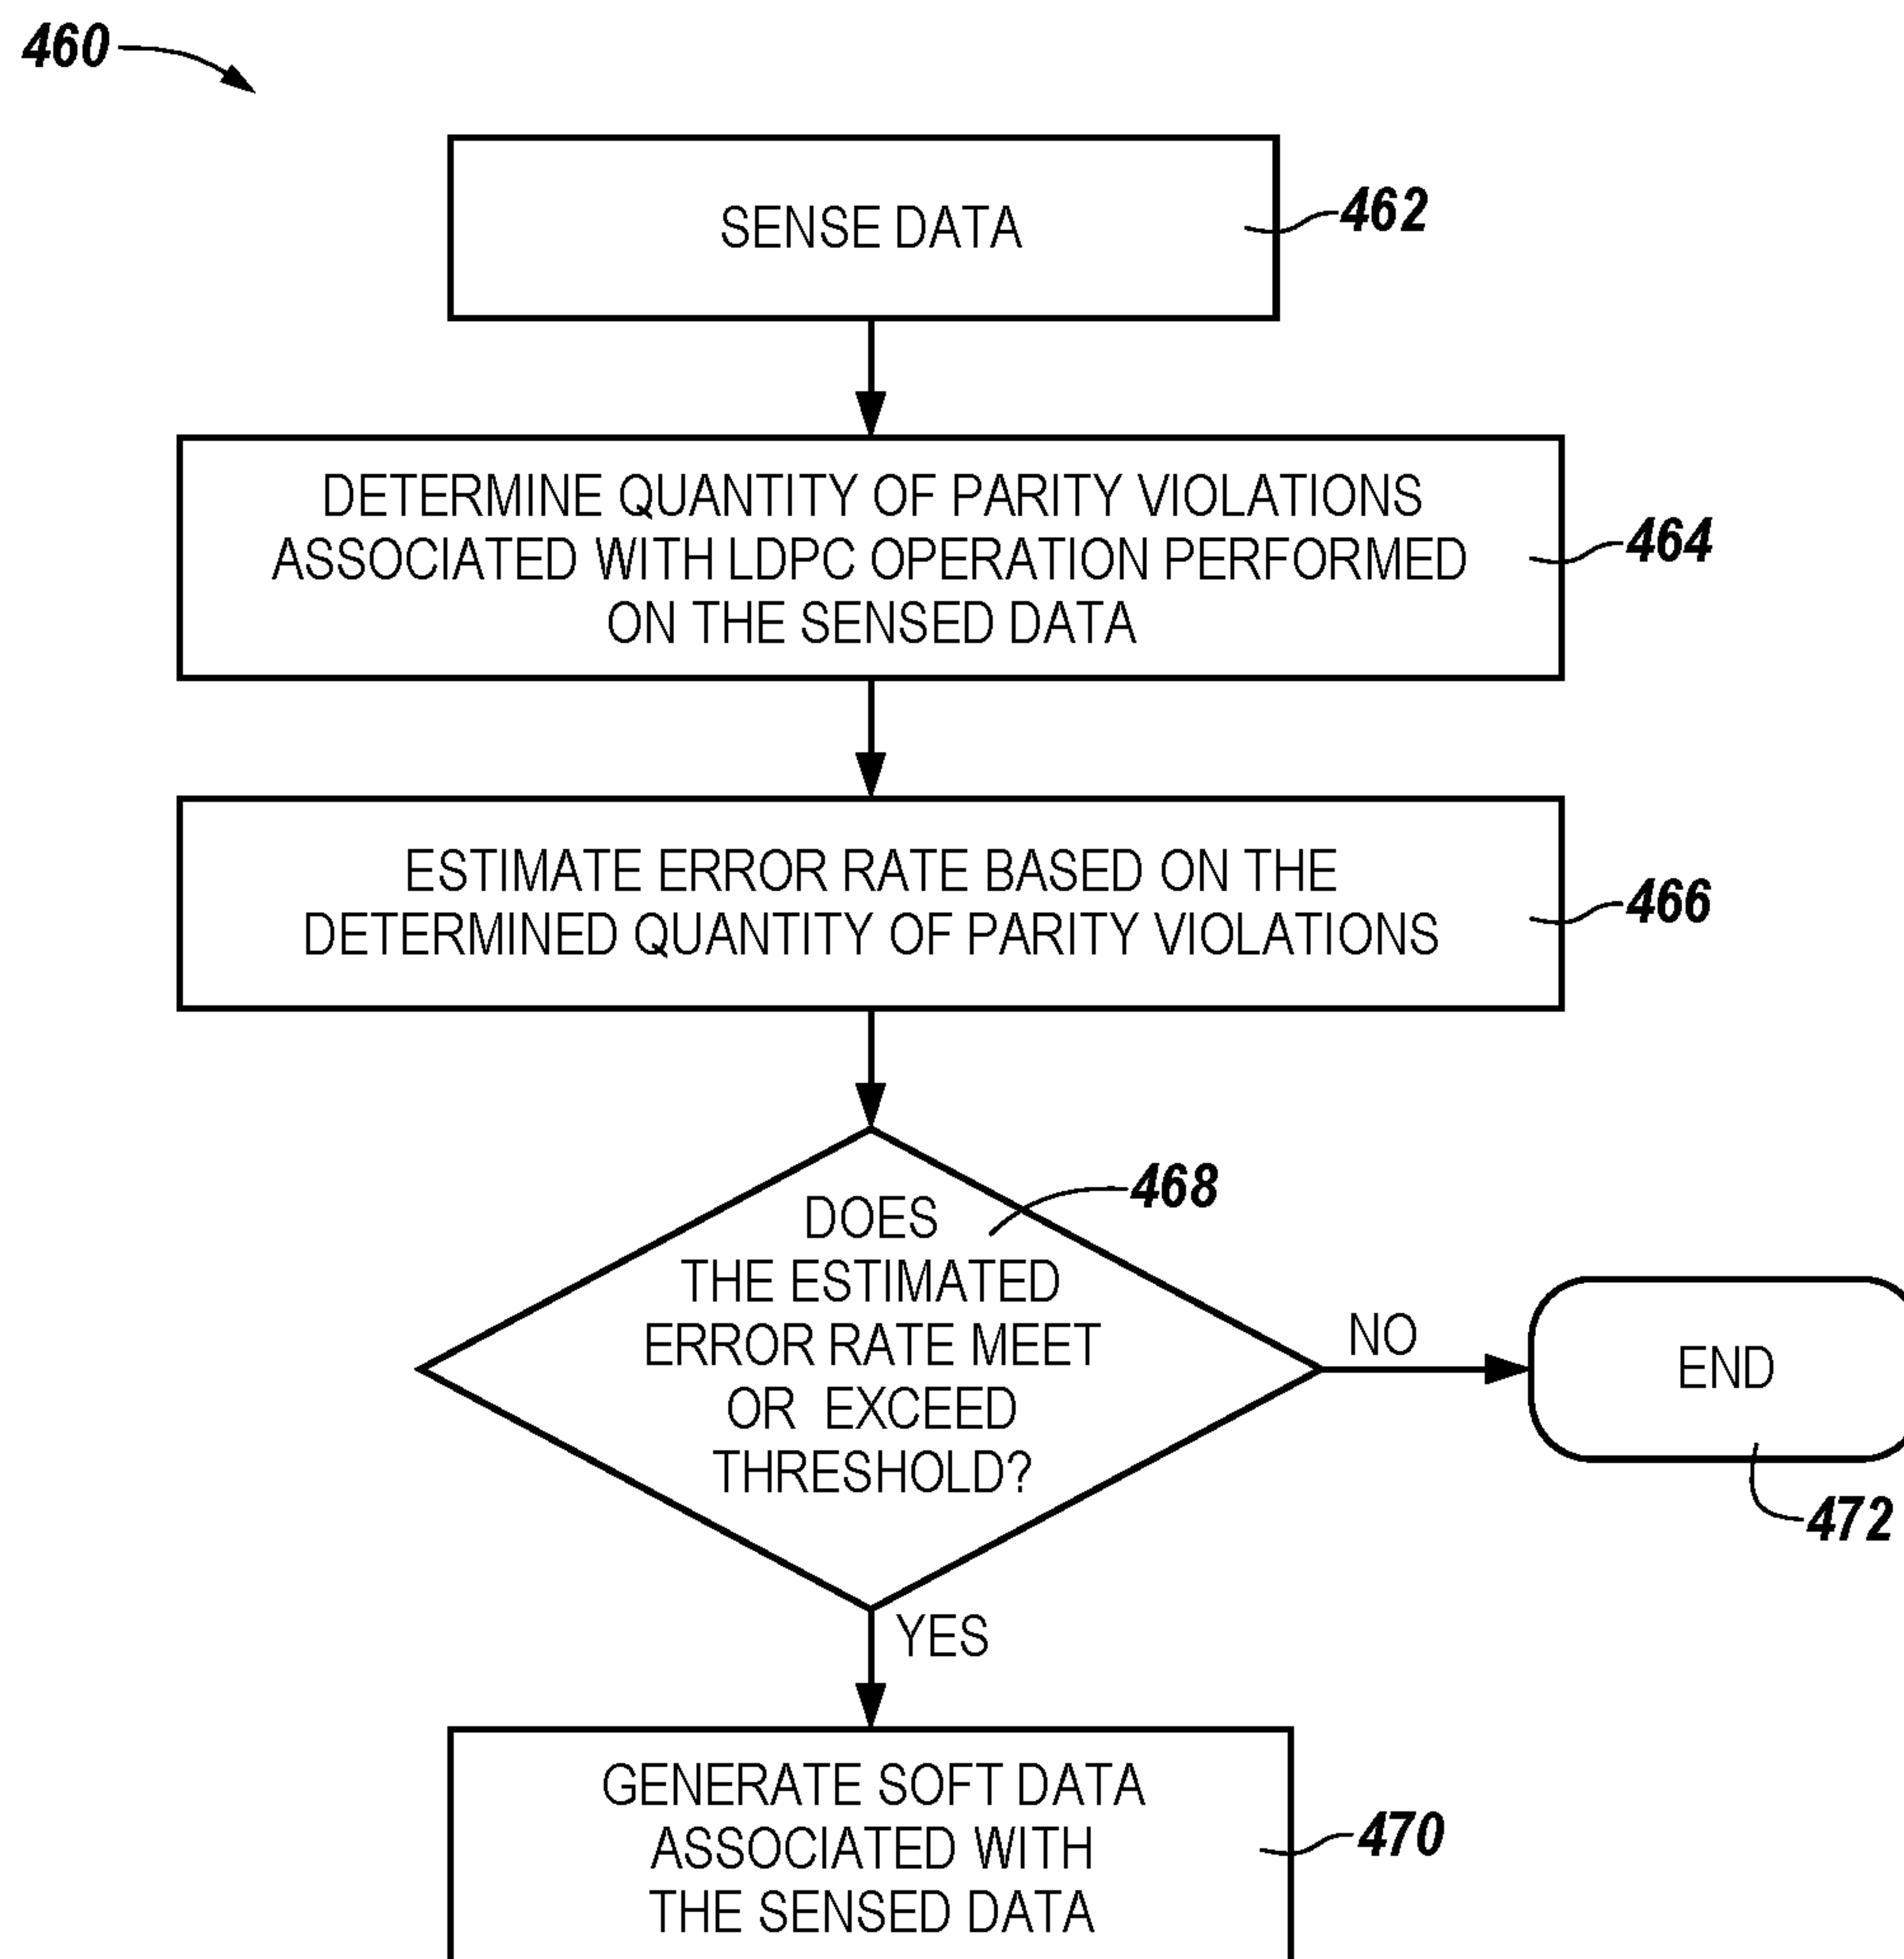 460
SENSE DATA
462
DETERMINE QUANTITY OF PARITY VIOLATIONS
ASSOCIATED WITH LDPC OPERATION PERFORMED
ON THE SENSED DATA
464
ESTIMATE ERROR RATE BASED ON THE
DETERMINED QUANTITY OF PARITY VIOLATIONS
466
DOES
THE ESTIMATED
ERROR RATE MEET
OR EXCEED
THRESHOLD?
468
NO
END
472
YES
GENERATE SOFT DATA
ASSOCIATED WITH
THE SENSED DATA
470